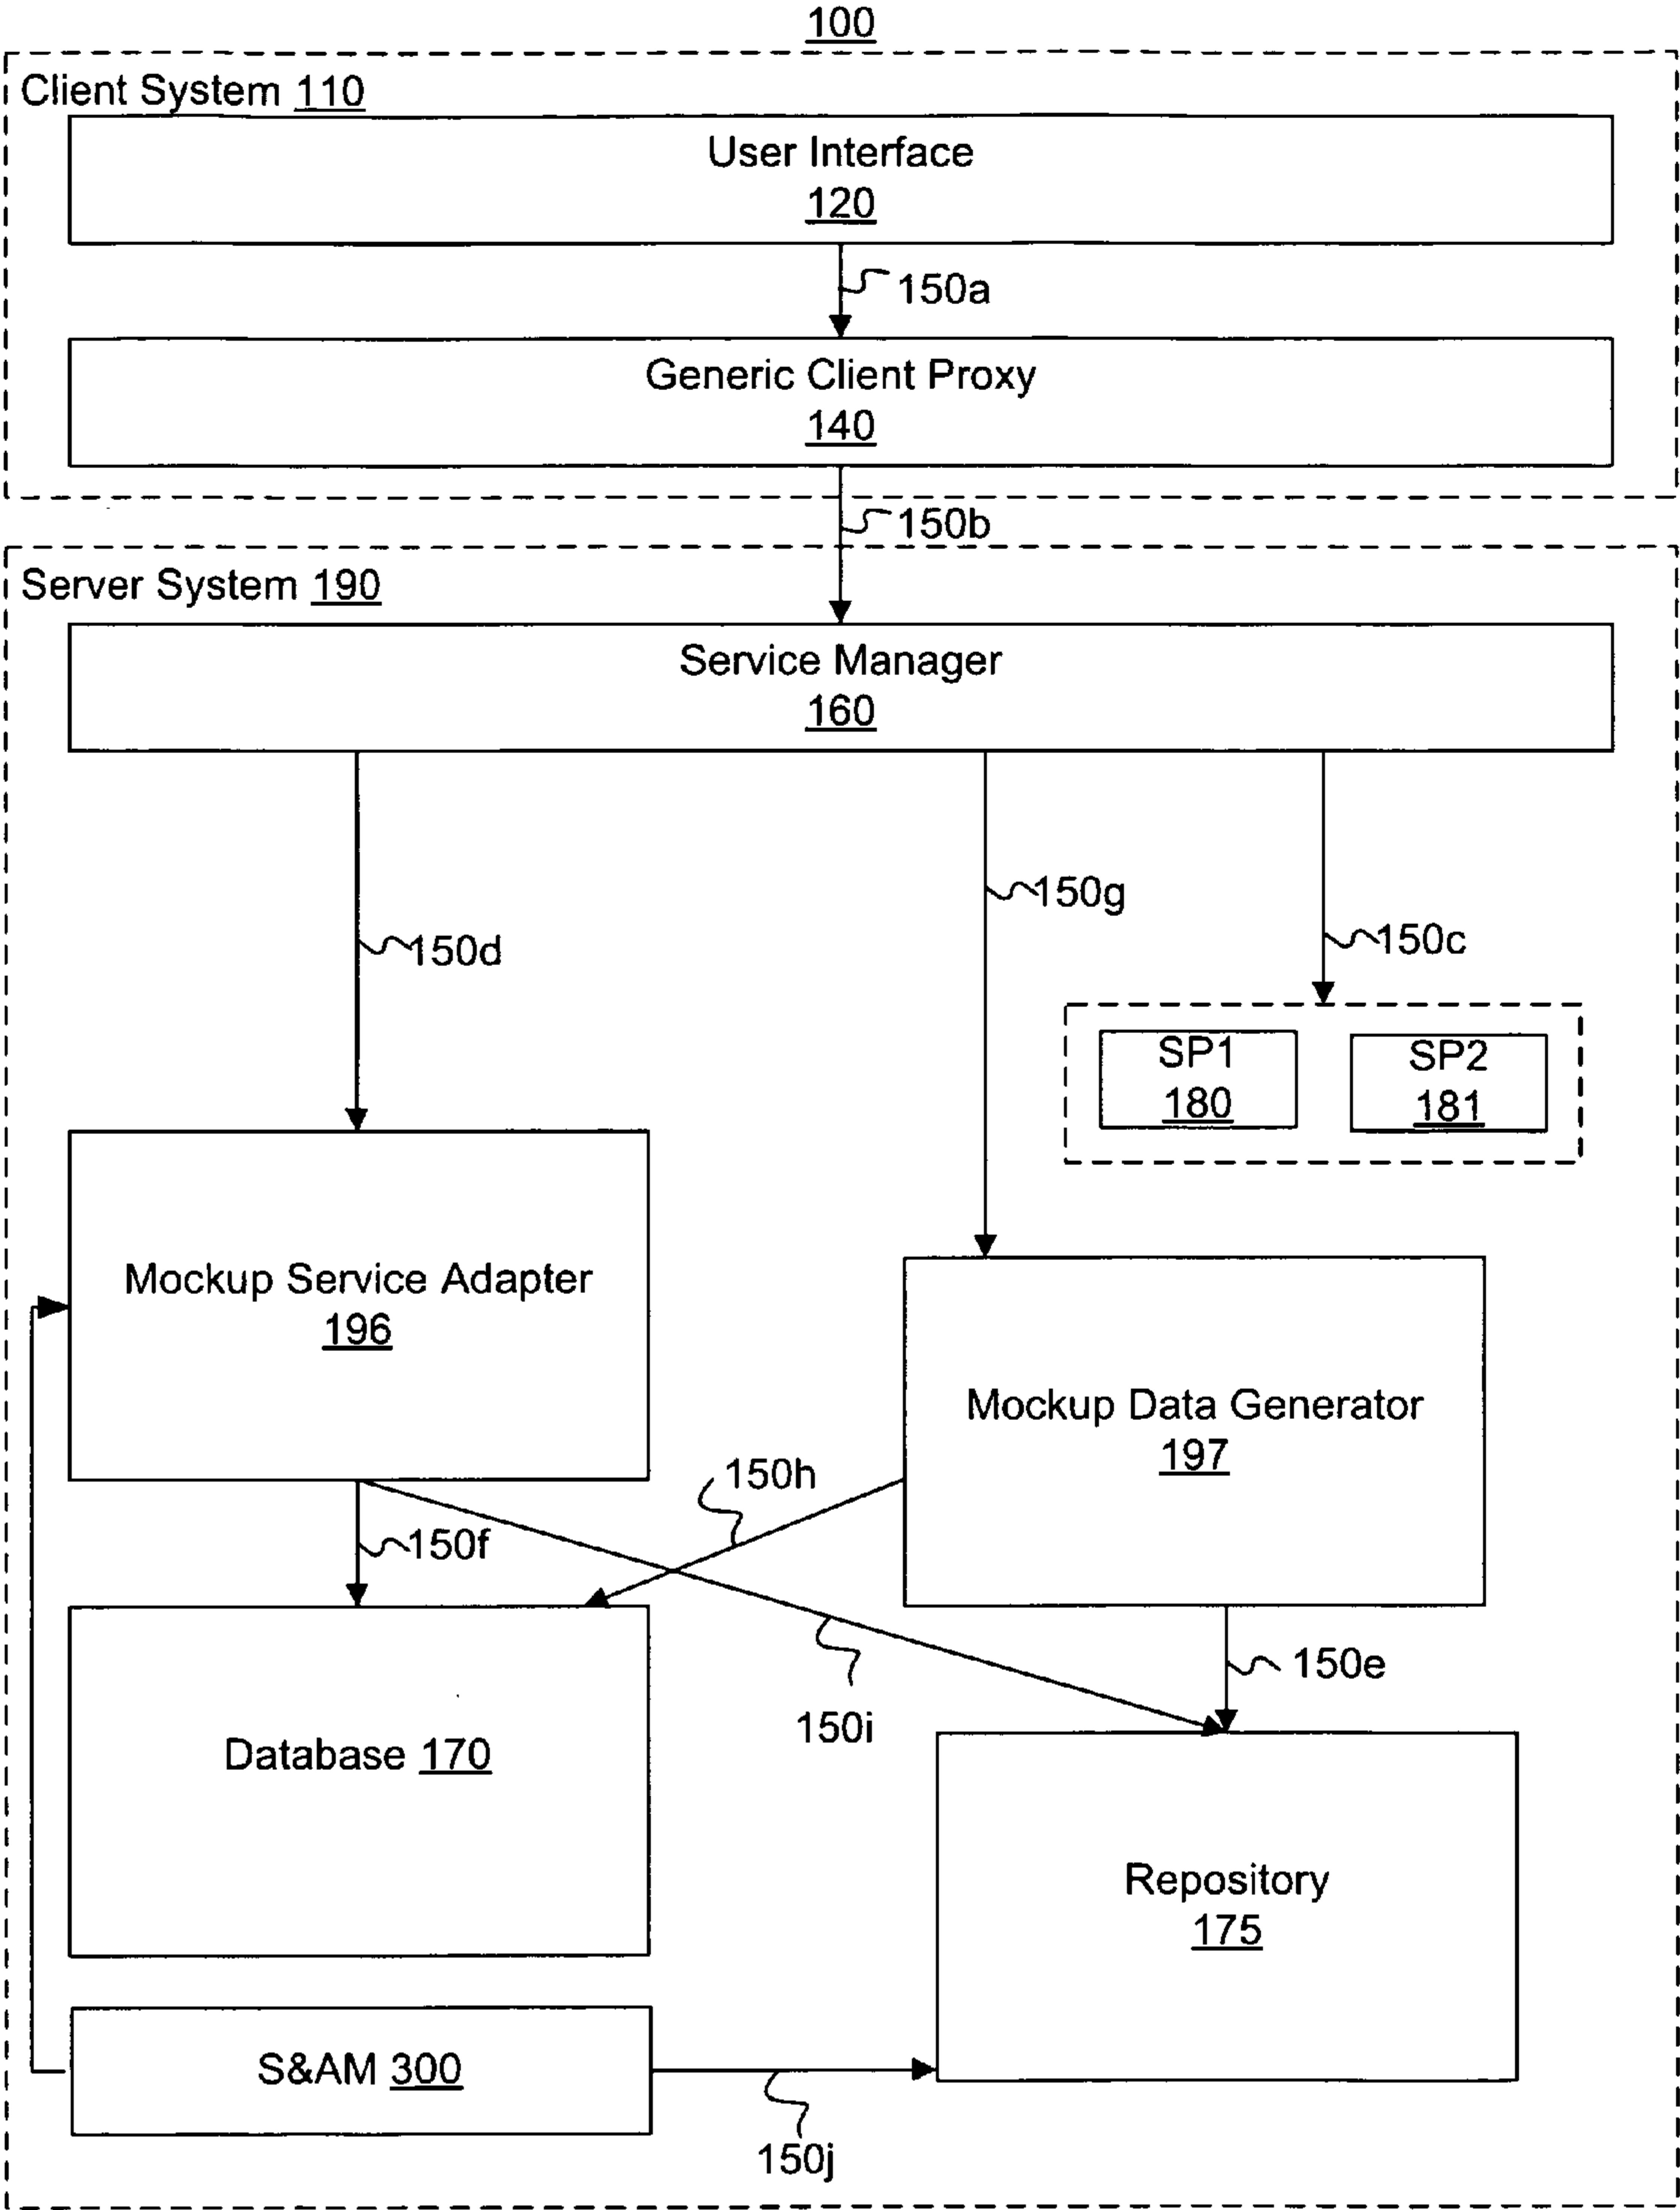 100
Client System 110
User Interface
120
150a
Generic Client Proxy
140
150b
Server System 190
Service Manager
160
150g
150d
150c
SP1
180
SP2
181
Mockup Service Adapter
196
Mockup Data Generator
197
150h
150f
150e
150i
Database 170
Repository
175
S&AM 300
150j